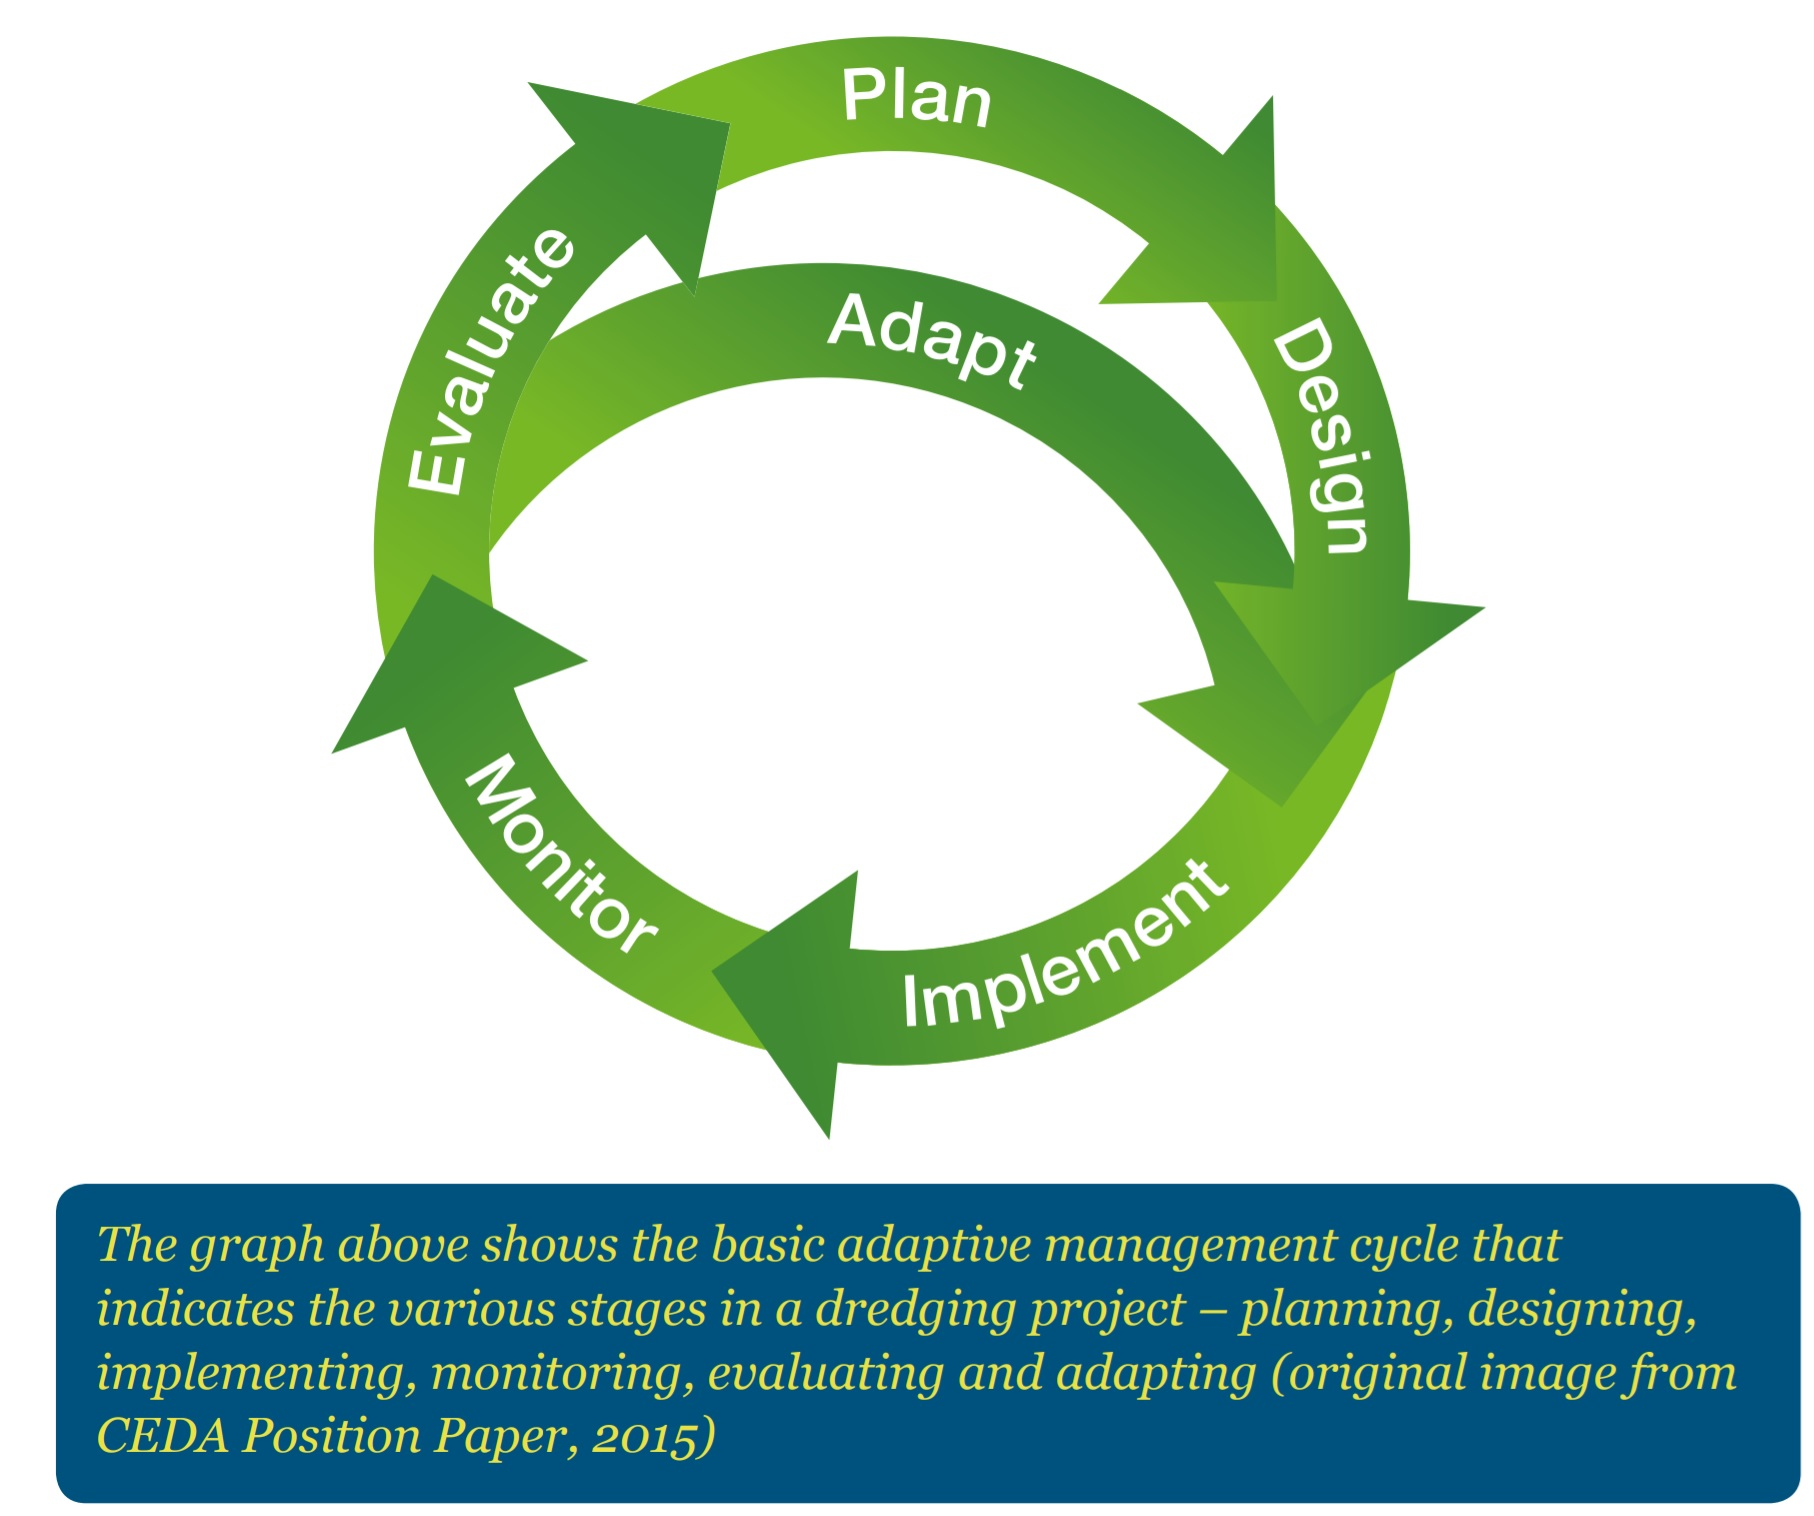 Plan
Adapt
Evaluate
Design
Monitor
Implement
The graph above shows the basic adaptive management cycle that
indicates the various stages in a dredging project – planning, designing,
implementing, monitoring, evaluating and adapting (original image from
CEDA Position Paper, 2015)